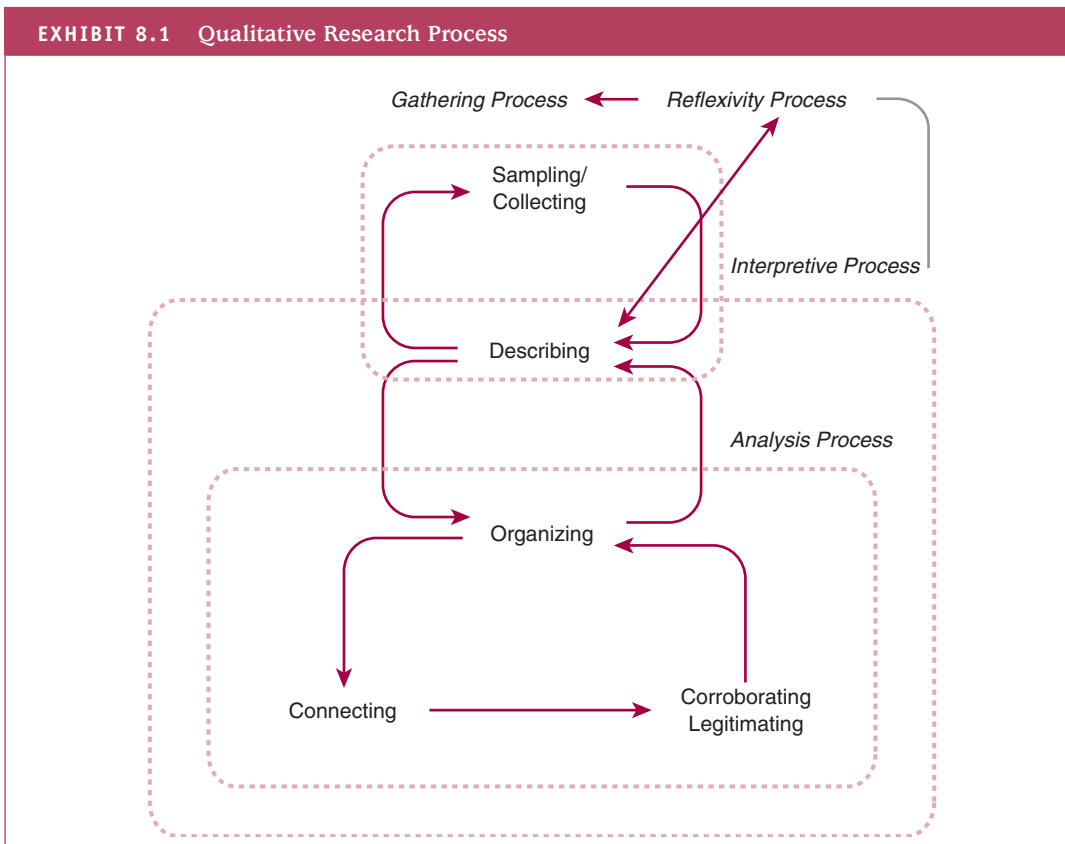 EXHIBIT 8.1 Qualitative Research Process
Gathering Process
Reflexivity Process
Sampling/
Collecting
Interpretive Process
Describing
Analysis Process
Organizing
Connecting
Corroborating
Legitimating